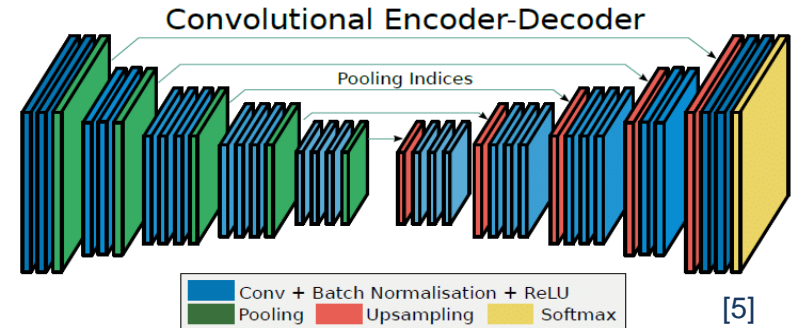 Convolutional Encoder-Decoder
Pooling Indices
Conv + Batch Normalisation + ReLU
Pooling Upsampling Softmax
[5]